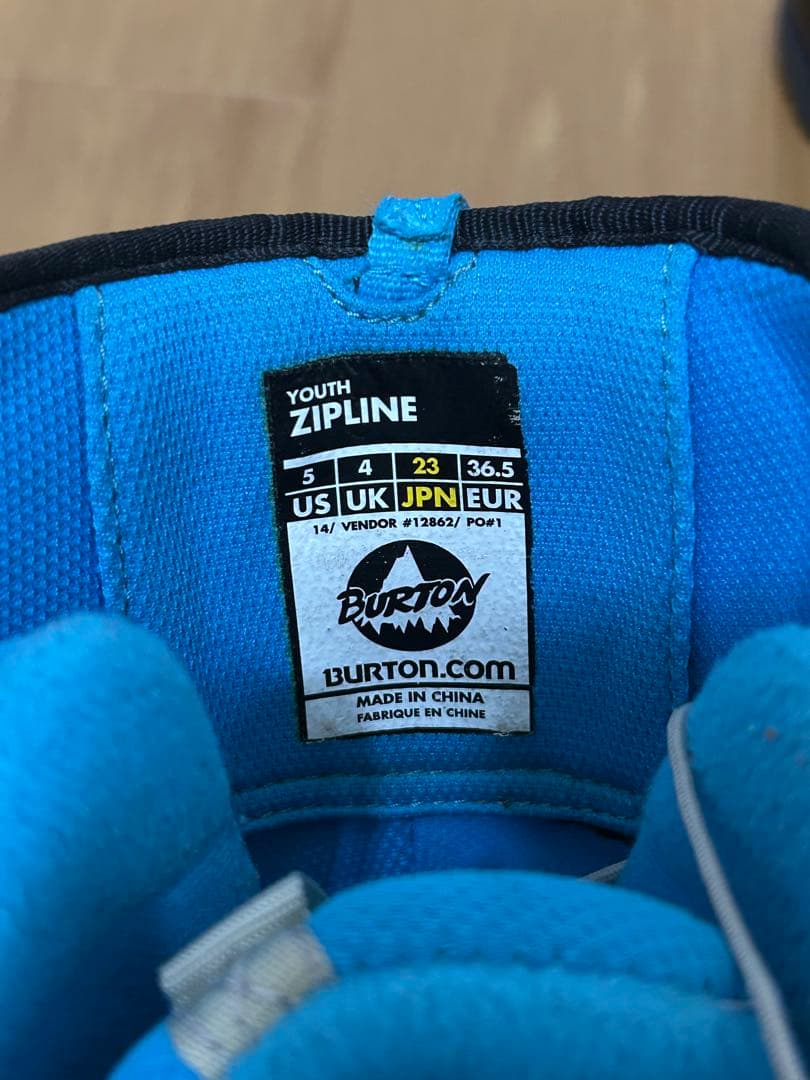 YOUTH
ZIPLINE
5 4 23 36.5
US UK JPN EUR
14/ VENDOR #12862/ PO#1
BURTON
BURTON.COM
MADE IN CHINA
FABRIQUE EN CHINE